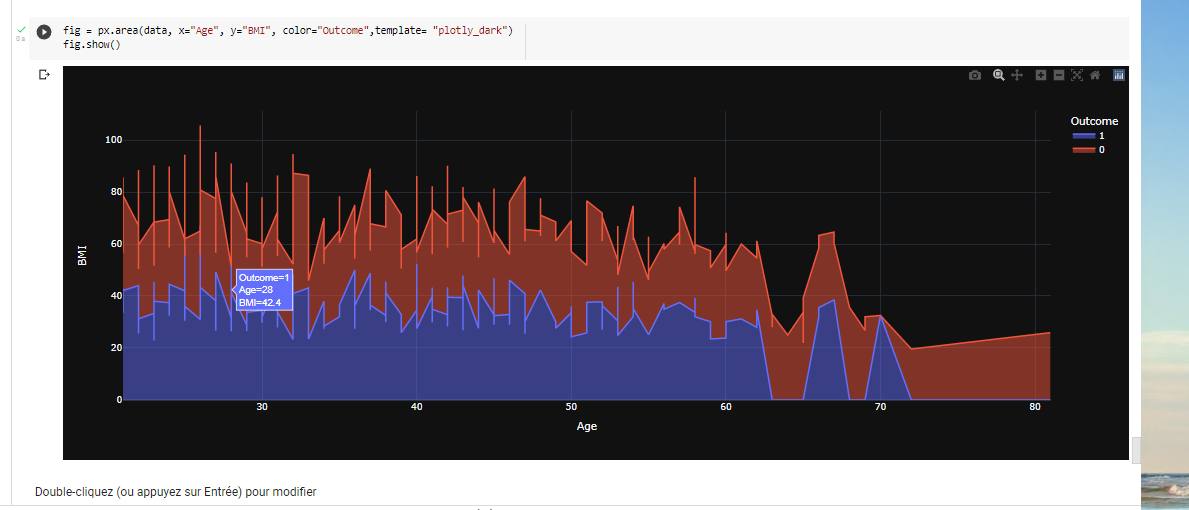 fig = px.area(data, x="Age", y="BMI", color="Outcome",template= "plotly_dark")
fig.show()
Outcome
1
0
100
80
60
40
20
0
BMI
Outcome=1
Age=28
BMI=42.4
30
40
50
60
70
80
Age
Double-cliquez (ou appuyez sur Entrée) pour modifier